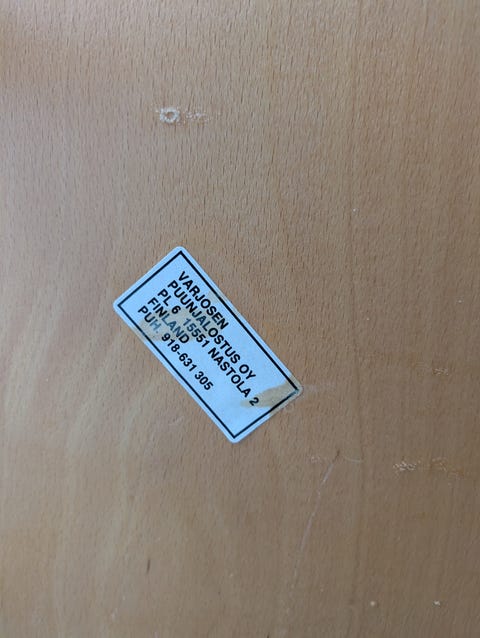 VARJOSEN
PUUNJALOSTUS OY
PL 6 15551 NASTOLA 2
FINLAND
PUH. 918-631 305